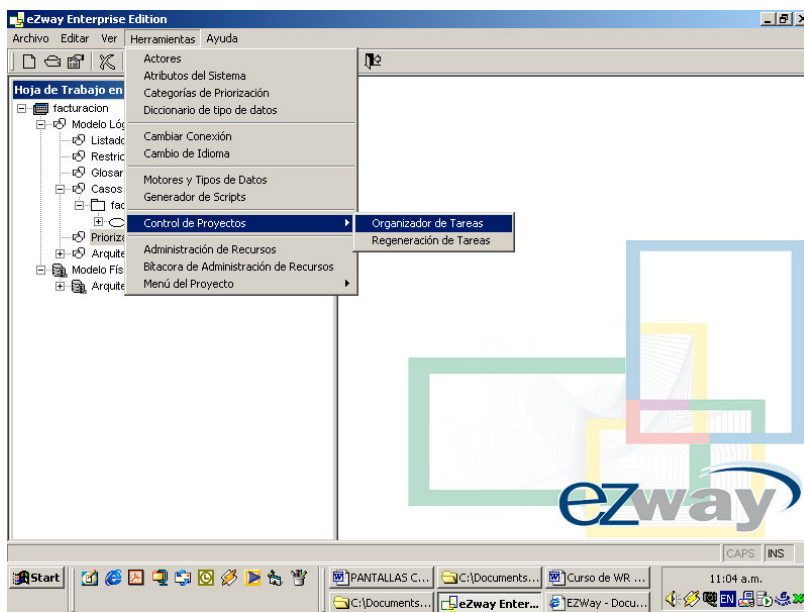 eZway Enterprise Edition
Archivo Editar Ver Herramientas Ayuda
Hoja de Trabajo en
facturacion
Modelo Lóg
Listado
Restric
Glosar
Casos
fac
Prioriza
Arquite
Modelo Fís
Arquite
Actores
Atributos del Sistema
Categorías de Priorización
Diccionario de tipo de datos
Cambiar Conexión
Cambio de Idioma
Motores y Tipos de Datos
Generador de Scripts
Control de Proyectos
Administración de Recursos
Bitacora de Administración de Recursos
Menú del Proyecto
Organizador de Tareas
Regeneración de Tareas
ezway
CAPS INS
Start
PANTALLAS C... C:\Documents... Curso de WR ... 11:04 a.m.
C:\Documents... eZway Enter... EZWay - Docu... EN